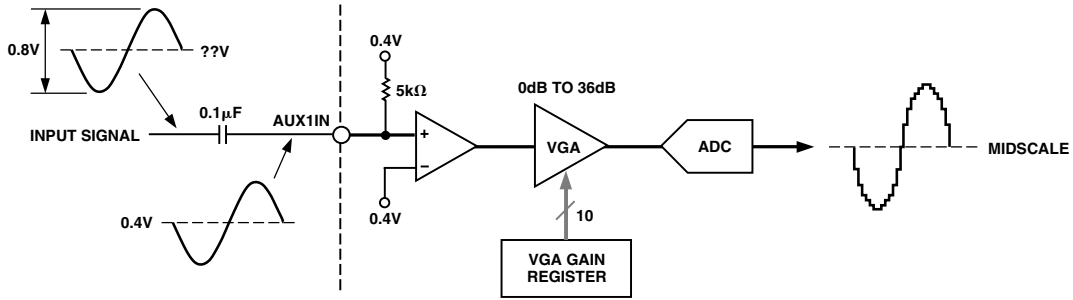 0.8V
??V
0.1μF
INPUT SIGNAL
AUX1IN
0.4V
0.4V
5kΩ
+
–
0.4V
0dB TO 36dB
VGA
10
VGA GAIN
REGISTER
ADC
MIDSCALE